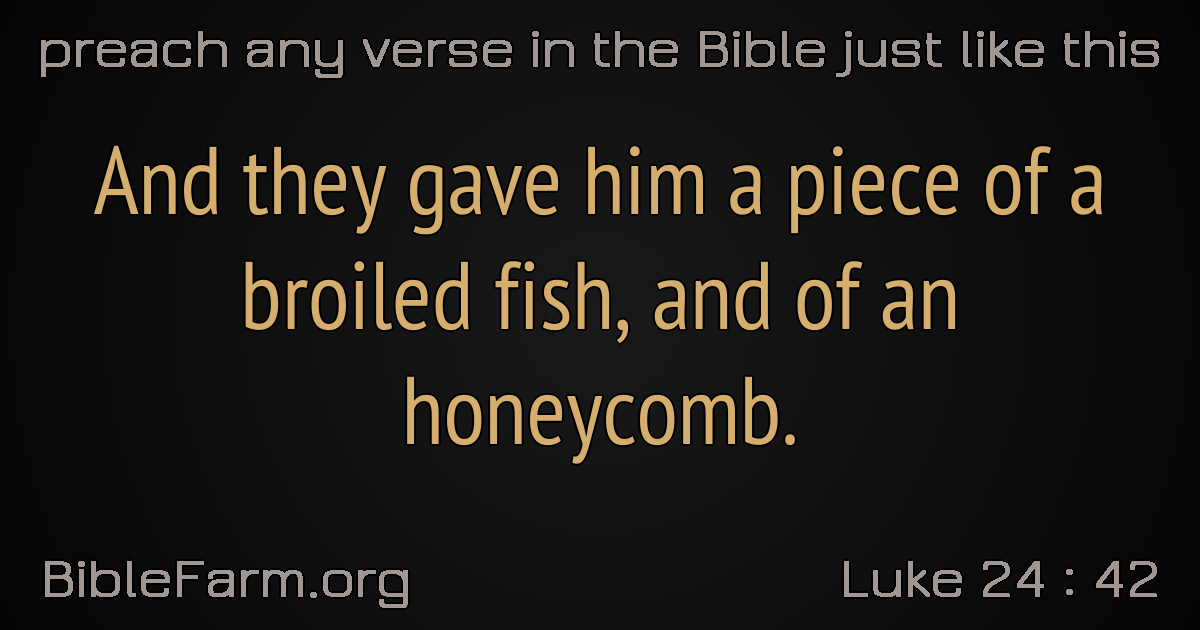 preach any verse in the Bible just like this
And they gave him a piece of a
broiled fish, and of an
honeycomb.
BibleFarm.org
Luke 24 : 42